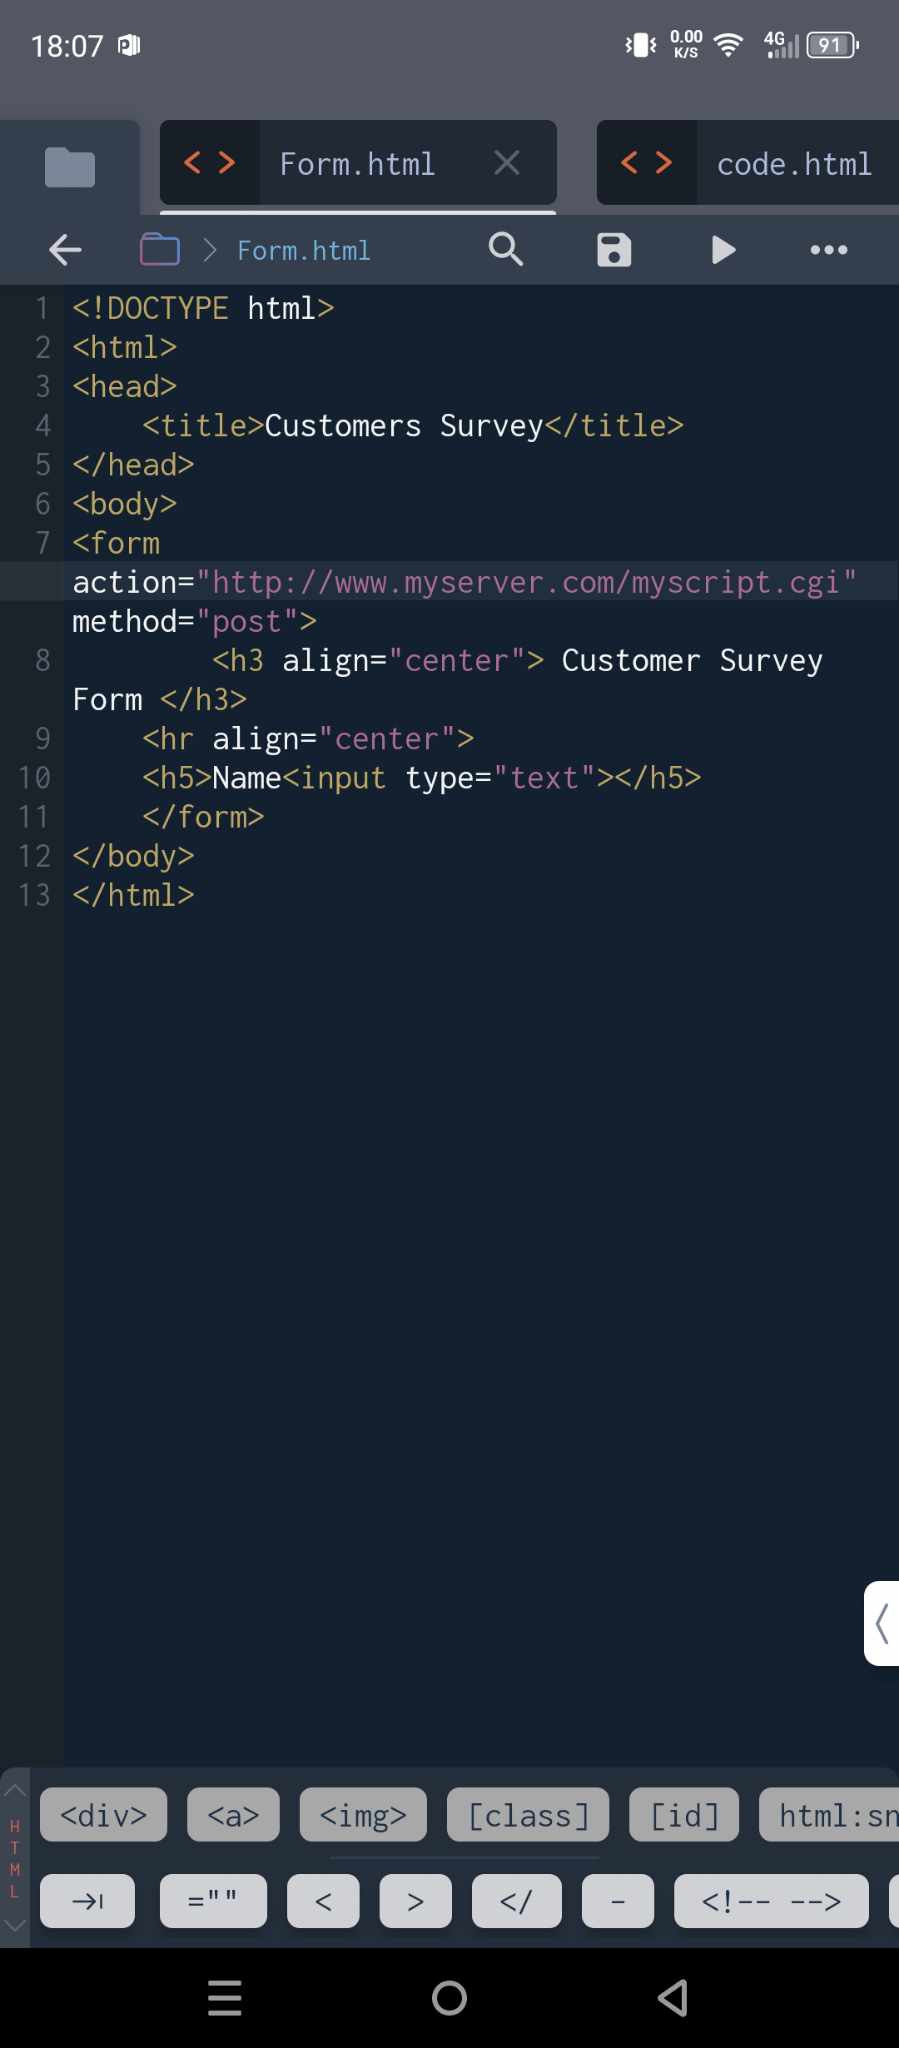 18:07 0.00 K/S 4G 91
< > Form.html × < > code.html
Form.html
1 <!DOCTYPE html>
2 <html>
3 <head>
4     <title>Customers Survey</title>
5 </head>
6 <body>
7 <form
action="http://www.myserver.com/myscript.cgi"
method="post">
8         <h3 align="center"> Customer Survey
Form </h3>
9     <hr align="center">
10     <h5>Name<input type="text"></h5>
11     </form>
12 </body>
13 </html>
HTML
<div> <a> <img> [class] [id] html:sn
="" < > </ - <!-- -->